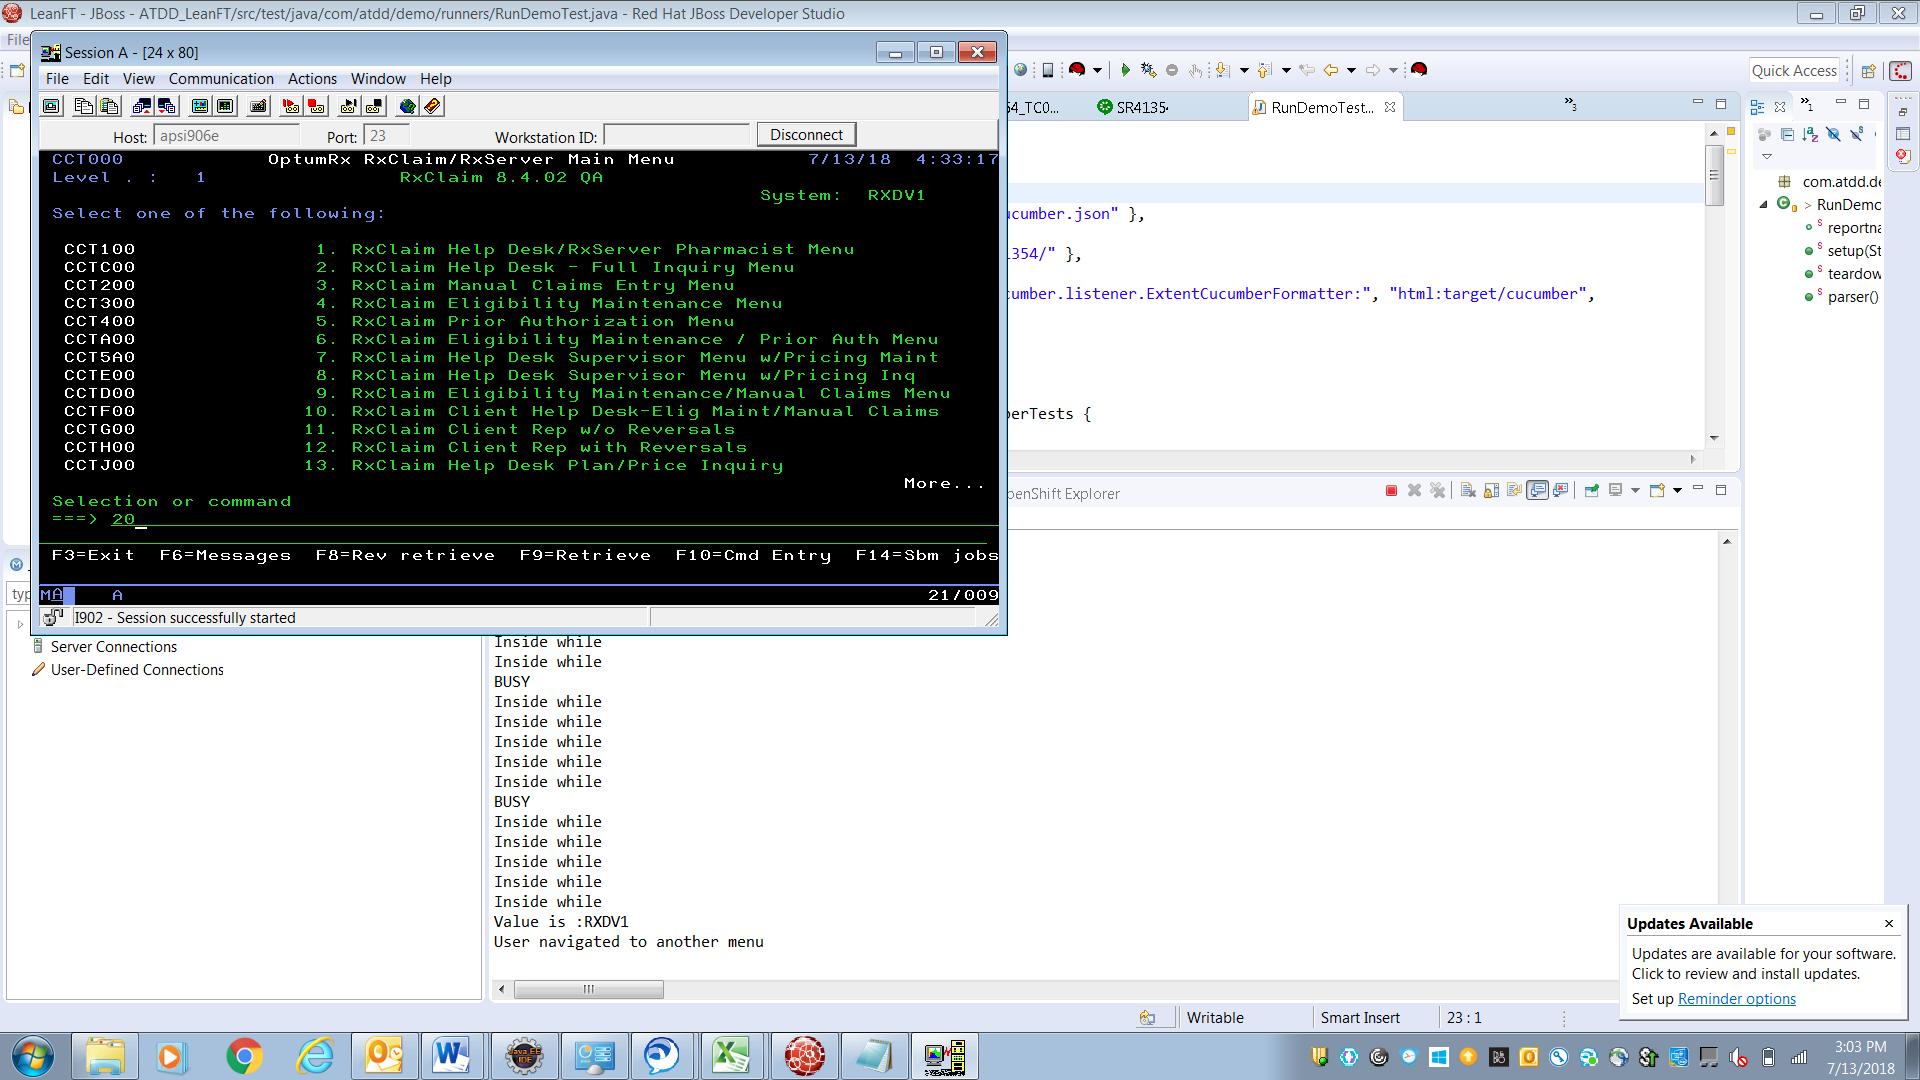 LeanFT - JBoss - ATDD_LeanFT/src/test/java/com/atdd/demo/runners/RunDemoTest.java - Red Hat JBoss Developer Studio
File
Session A - [24 x 80]
File Edit View Communication Actions Window Help
Host: apsi906e Port: 23 Workstation ID: Disconnect
CCT000 OptumRx RxClaim/RxServer Main Menu 7/13/18 4:33:17
Level . : 1 RxClaim 8.4.02 QA
System: RXDV1
Select one of the following:
CCT100 1. RxClaim Help Desk/RxServer Pharmacist Menu
CCTC00 2. RxClaim Help Desk - Full Inquiry Menu
CCT200 3. RxClaim Manual Claims Entry Menu
CCT300 4. RxClaim Eligibility Maintenance Menu
CCT400 5. RxClaim Prior Authorization Menu
CCTA00 6. RxClaim Eligibility Maintenance / Prior Auth Menu
CCT5A0 7. RxClaim Help Desk Supervisor Menu w/Pricing Maint
CCTE00 8. RxClaim Help Desk Supervisor Menu w/Pricing Inq
CCTD00 9. RxClaim Eligibility Maintenance/Manual Claims Menu
CCTF00 10. RxClaim Client Help Desk-Elig Maint/Manual Claims
CCTG00 11. RxClaim Client Rep w/o Reversals
CCTH00 12. RxClaim Client Rep with Reversals
CCTJ00 13. RxClaim Help Desk Plan/Price Inquiry
More...
Selection or command
===> 20
F3=Exit F6=Messages F8=Rev retrieve F9=Retrieve F10=Cmd Entry F14=Sbm jobs
MA A 21/009
I902 - Session successfully started
Quick Access
54_TC0... SR4135 RunDemoTest... »3
»1
ucumber.json" },
1354/" },
cumber.listener.ExtentCucumberFormatter:", "html:target/cucumber",
berTests {
com.atdd.de
> RunDemo
S reportna
S setup(St
S teardow
S parser()
penShift Explorer
typ
Server Connections
User-Defined Connections
Inside while
Inside while
BUSY
Inside while
Inside while
Inside while
Inside while
Inside while
BUSY
Inside while
Inside while
Inside while
Inside while
Inside while
Value is :RXDV1
User navigated to another menu
Updates Available
Updates are available for your software.
Click to review and install updates.
Set up Reminder options
Writable Smart Insert 23 : 1
Java EE
IDE
3:03 PM
7/13/2018